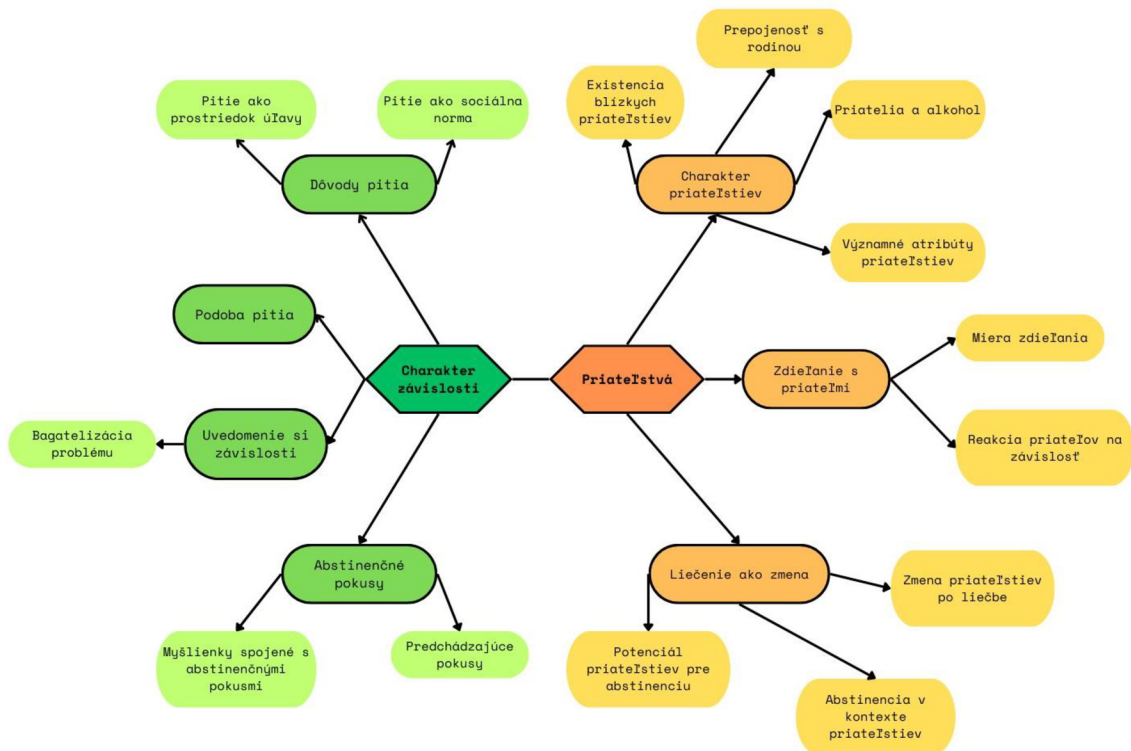 Prepojenosť s
rodinou
Existencia
blízkych
priateľstiev
Priatelia a alkohol
Charakter
priateľstiev
Významné atribúty
priateľstiev
Pitie ako
prostriedok úľavy
Pitie ako sociálna
norma
Dôvody pitia
Podoba pitia
Charakter
závislosti
Priateľstvá
Zdieľanie s
priateľmi
Miera zdieľania
Reakcia priateľov na
závislosť
Uvedomenie si
závislosti
Bagatelizácia
problému
Abstinenčné
pokusy
Myšlienky spojené s
abstinenčnými
pokusmi
Predchádzajúce
pokusy
Liečenie ako zmena
Zmena priateľstiev
po liečbe
Potenciál
priateľstiev pre
abstinenciu
Abstinencia v
kontexte
priateľstiev